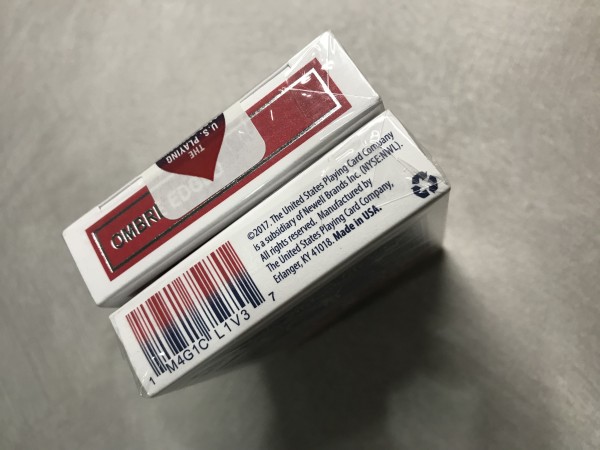 THE
U.S. PLAYING
OMBRE
EDG
©2017. The United States Playing Card Company
is a subsidiary of Newell Brands Inc. (NYSE:NWL).
All rights reserved. Manufactured by
The United States Playing Card Company,
Erlanger, KY 41018. Made in USA.
1 M4G1C L1V3 7